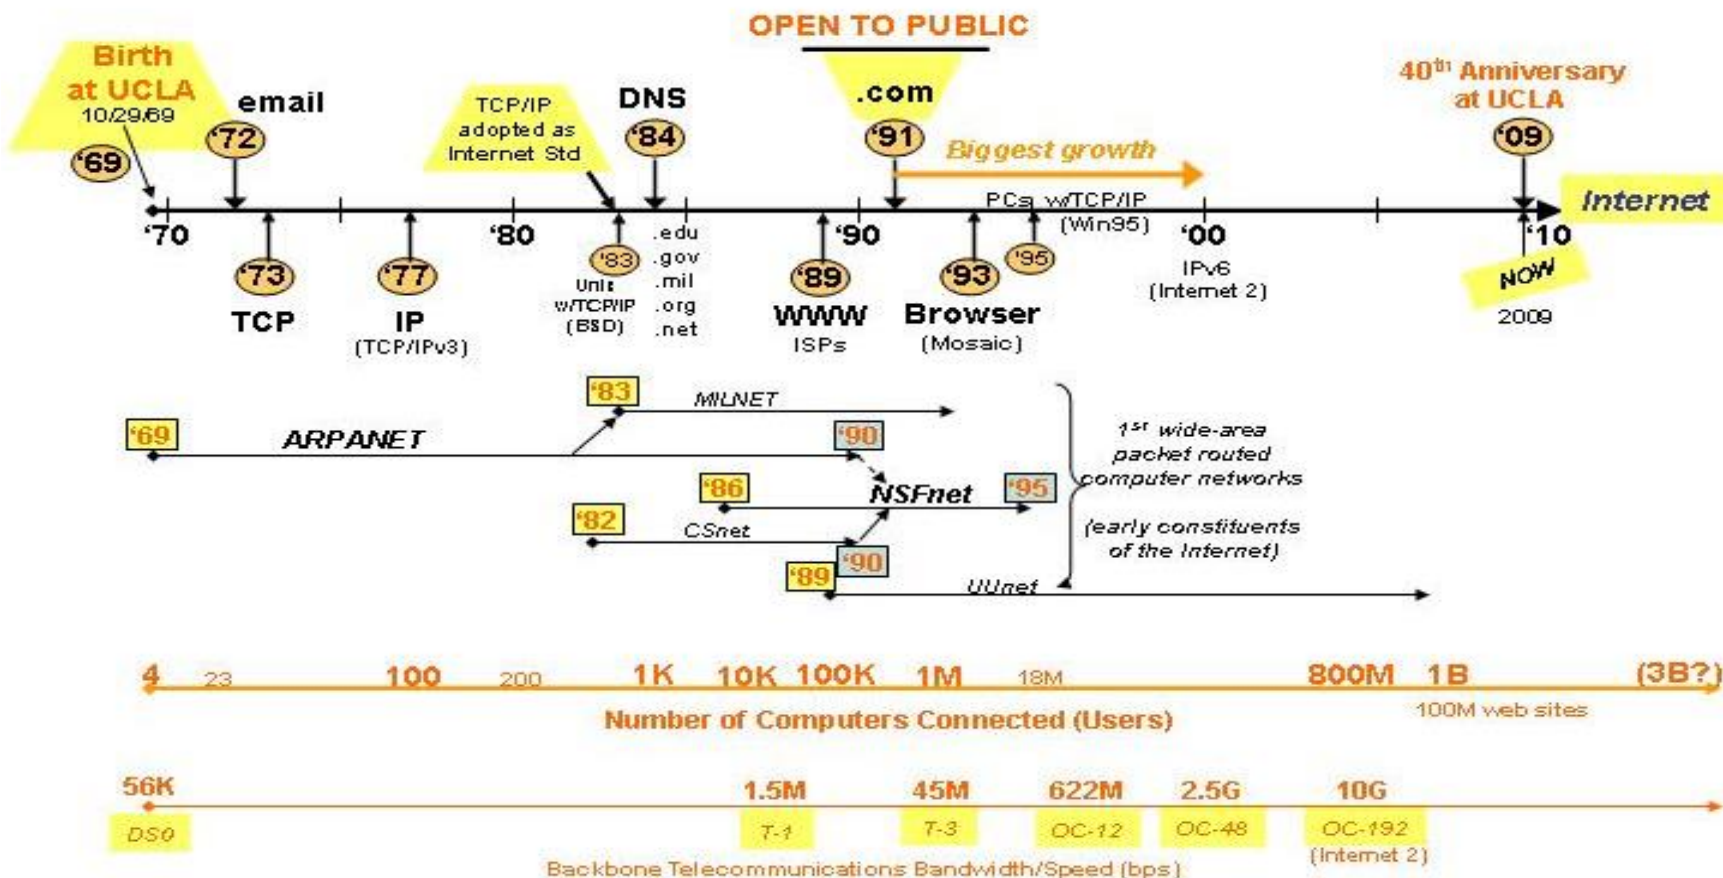 OPEN TO PUBLIC
Birth
at UCLA
10/29/69
'69
email
'72
TCP/IP
adopted as
Internet Std
DNS
'84
.com
'91
Biggest growth
40th Anniversary
at UCLA
'09
Internet
PCs w/TCP/IP
(Win95)
'70
'80
'90
'00
'10
'73
TCP
'77
IP
(TCP/IPv3)
'83
Unix
w/TCP/IP
(BSD)
.edu
.gov
.mil
.org
.net
'89
WWW
ISPs
'93
Browser
(Mosaic)
'95
IPv6
(Internet 2)
NOW
2009
'83
MILNET
'69
ARPANET
'90
'86
NSFnet
'95
'82
CSnet
'90
'89
UUnet
1st wide-area
packet routed
computer networks
(early constituents
of the Internet)
4 23 100 200 1K 10K 100K 1M 18M 800M 1B (3B?)
Number of Computers Connected (Users)
100M web sites
56K 1.5M 45M 622M 2.5G 10G
DS0 T-1 T-3 OC-12 OC-48 OC-192
(Internet 2)
Backbone Telecommunications Bandwidth/Speed (bps)